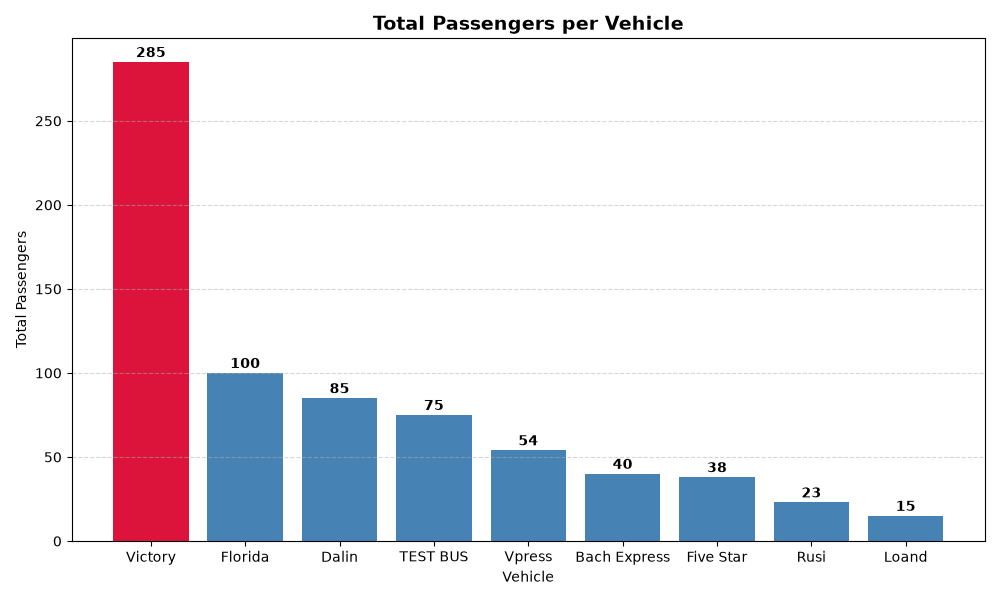 Total Passengers per Vehicle
285
250
200
150
100
50
0
Total Passengers
100
85
75
54
40
38
23
15
Victory
Florida
Dalin
TEST BUS
Vpress
Bach Express
Five Star
Rusi
Loand
Vehicle